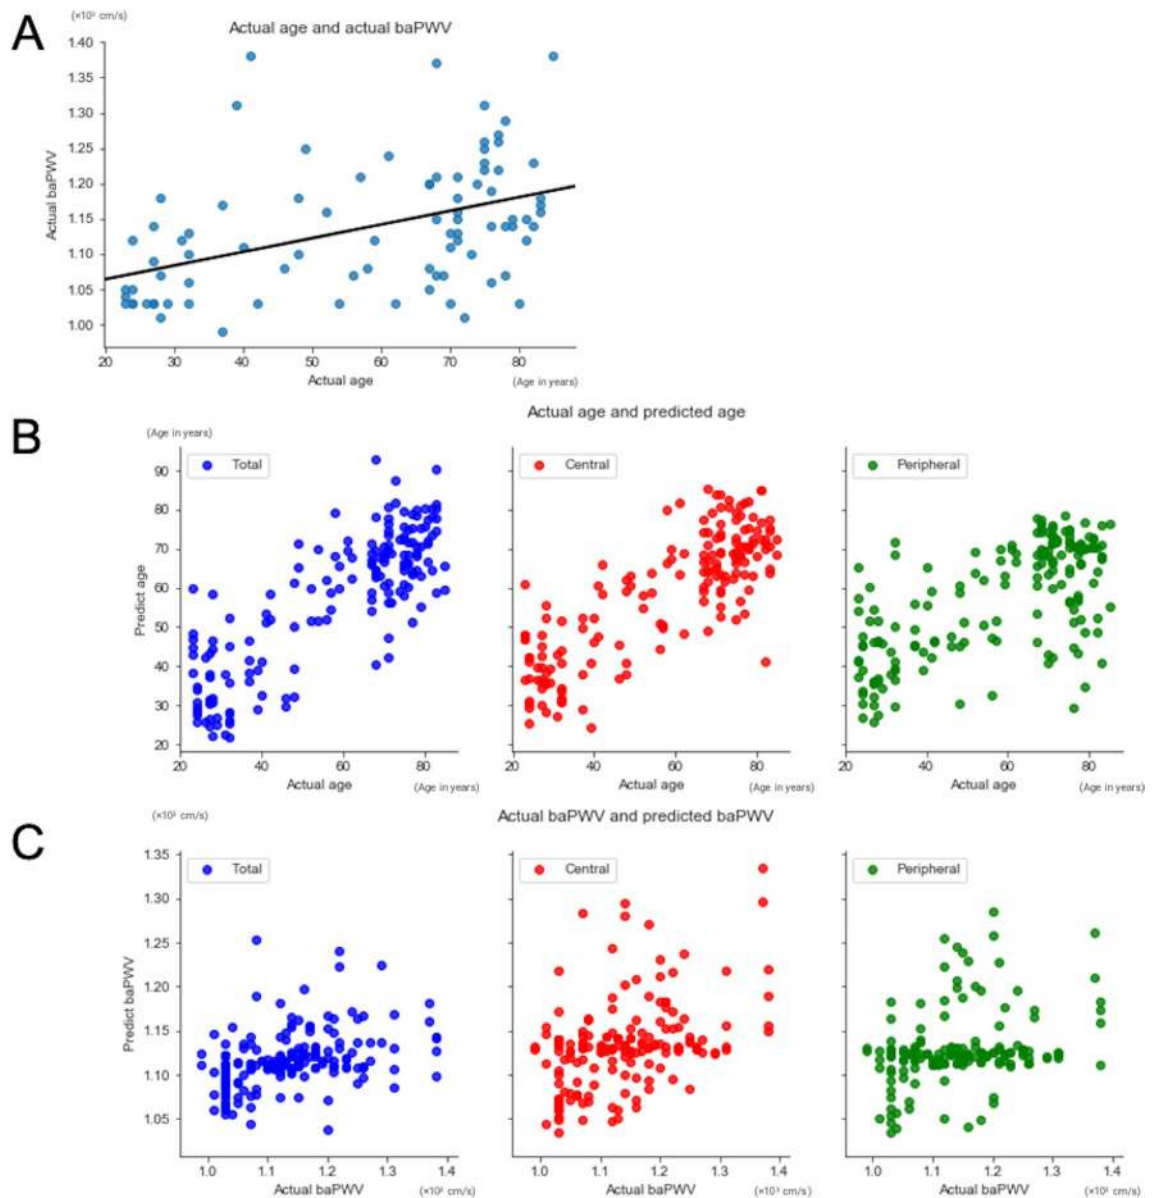 A
(×10³ cm/s)
Actual age and actual baPWV
1.40
1.35
1.30
1.25
1.20
1.15
1.10
1.05
1.00
Actual baPWV
20 30 40 50 60 70 80
Actual age
(Age in years)
B
Actual age and predicted age
(Age in years)
Total
Central
Peripheral
90
80
70
60
50
40
30
20
Predict age
20 40 60 80
20 40 60 80
20 40 60 80
Actual age
(Age in years)
Actual age
(Age in years)
Actual age
(Age in years)
C
(×10³ cm/s)
Actual baPWV and predicted baPWV
Total
Central
Peripheral
1.35
1.30
1.25
1.20
1.15
1.10
1.05
Predict baPWV
1.0 1.1 1.2 1.3 1.4
1.0 1.1 1.2 1.3 1.4
1.0 1.1 1.2 1.3 1.4
Actual baPWV
(×10³ cm/s)
Actual baPWV
(×10³ cm/s)
Actual baPWV
(×10³ cm/s)